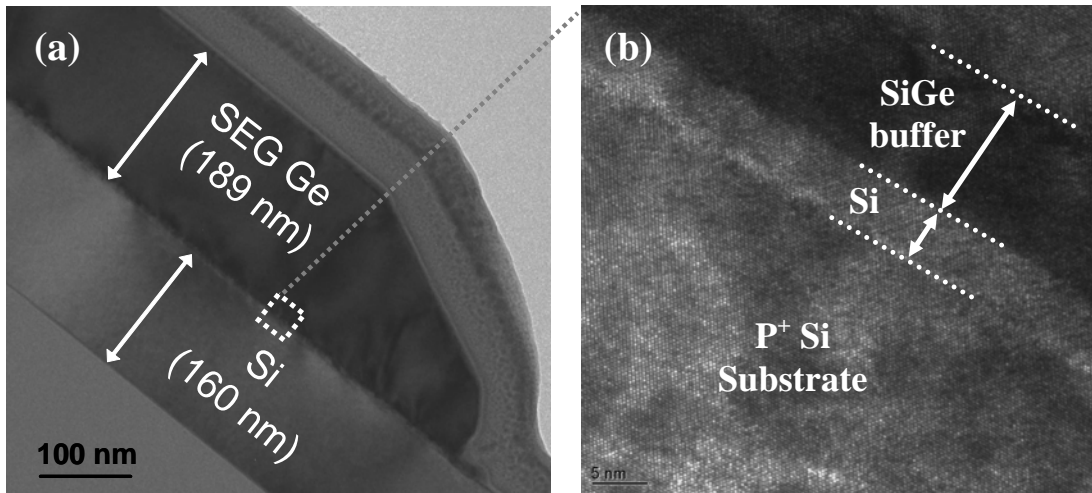 (a)
SEG Ge
(189 nm)
Si
(160 nm)
100 nm
(b)
SiGe
buffer
Si
P⁺ Si
Substrate
5 nm